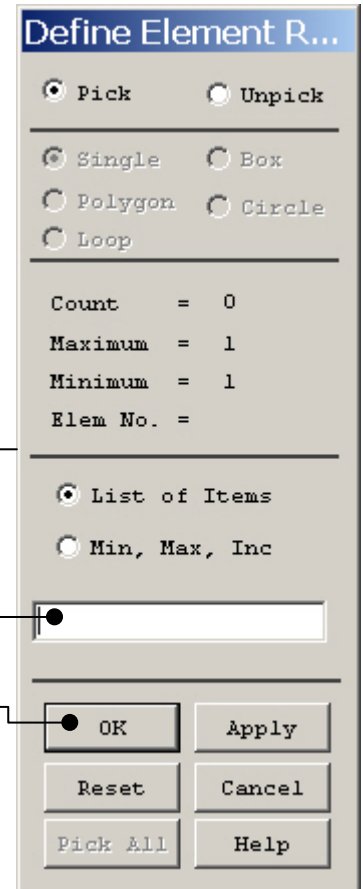 Define Element R...
Pick Unpick
Single Box
Polygon Circle
Loop
Count = 0
Maximum = 1
Minimum = 1
Elem No. =
List of Items
Min, Max, Inc
OK Apply
Reset Cancel
Pick All Help